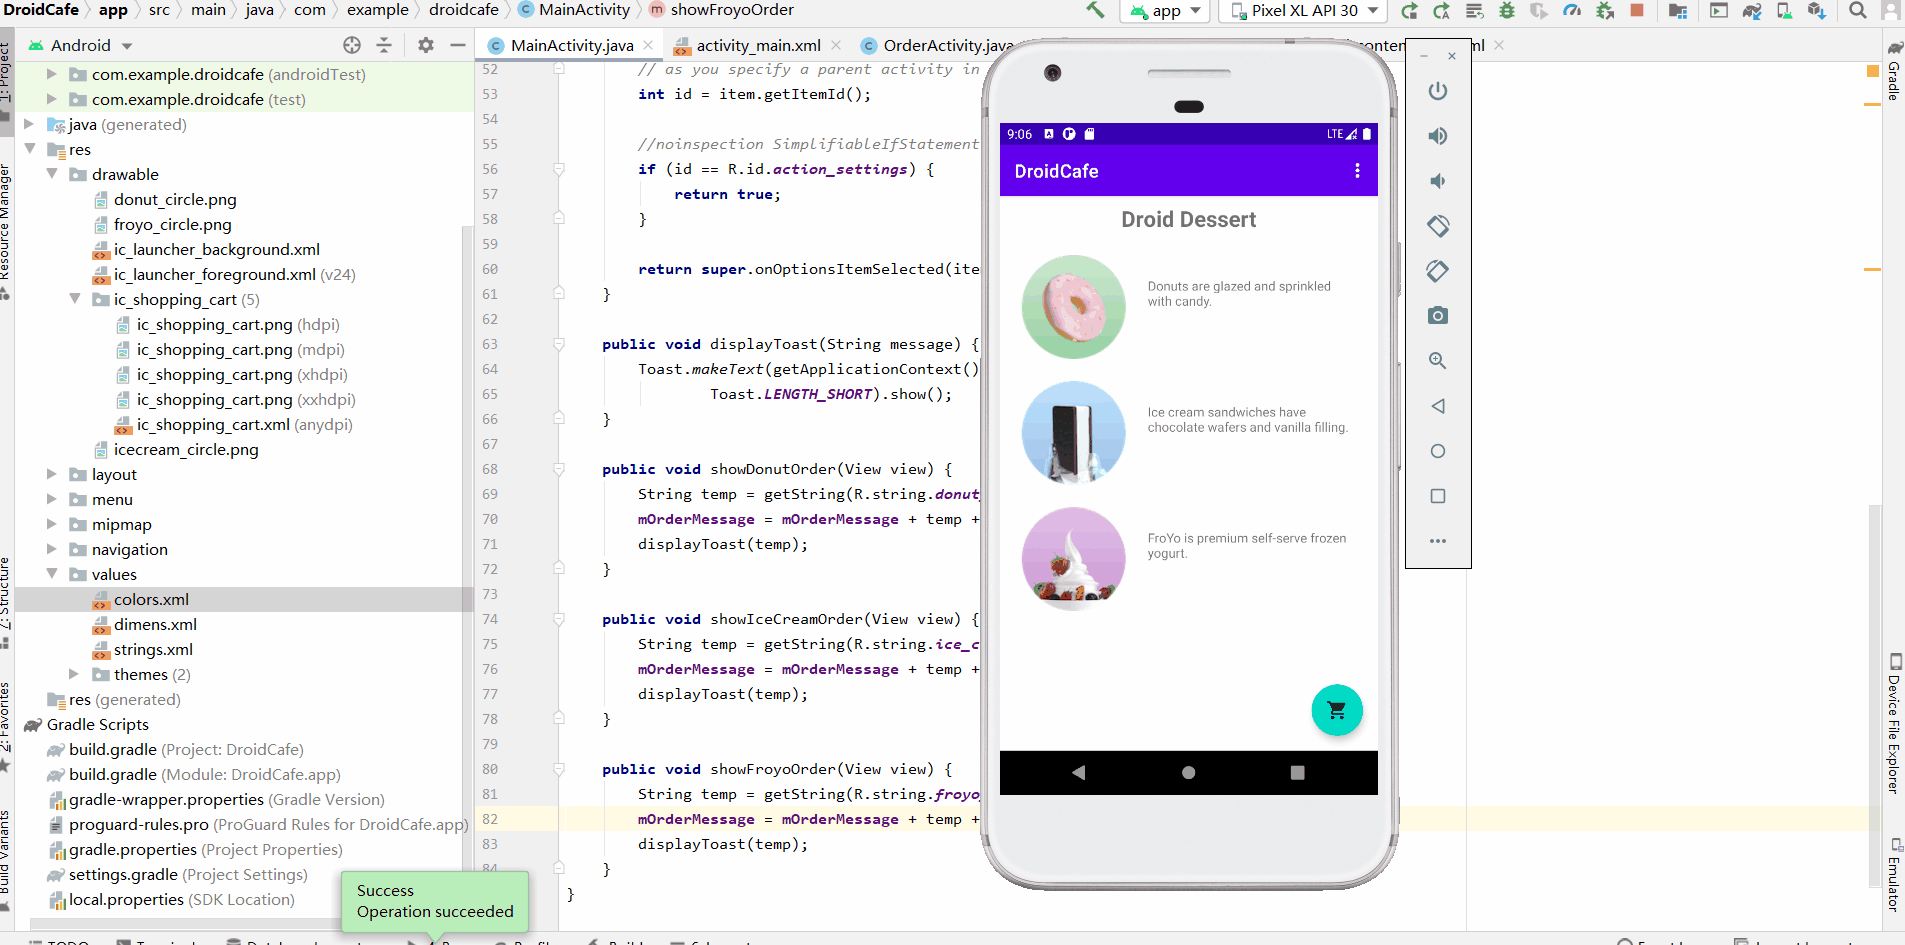 DroidCafe app src main java com example droidcafe MainActivity showFroyoOrder
app Pixel XL API 30
Android
MainActivity.java activity_main.xml OrderActivity.java
com.example.droidcafe (androidTest)
com.example.droidcafe (test)
java (generated)
res
drawable
donut_circle.png
froyo_circle.png
ic_launcher_background.xml
ic_launcher_foreground.xml (v24)
ic_shopping_cart (5)
ic_shopping_cart.png (hdpi)
ic_shopping_cart.png (mdpi)
ic_shopping_cart.png (xhdpi)
ic_shopping_cart.png (xxhdpi)
ic_shopping_cart.xml (anydpi)
icecream_circle.png
layout
menu
mipmap
navigation
values
colors.xml
dimens.xml
strings.xml
themes (2)
res (generated)
Gradle Scripts
build.gradle (Project: DroidCafe)
build.gradle (Module: DroidCafe.app)
gradle-wrapper.properties (Gradle Version)
proguard-rules.pro (ProGuard Rules for DroidCafe.app)
gradle.properties (Project Properties)
settings.gradle (Project Settings)
local.properties (SDK Location)
Success
Operation succeeded
52 // as you specify a parent activity in
53 int id = item.getItemId();
54
55 //noinspection SimplifiableIfStatement
56 if (id == R.id.action_settings) {
57 return true;
58 }
59
60 return super.onOptionsItemSelected(ite
61 }
62
63 public void displayToast(String message) {
64 Toast.makeText(getApplicationContext()
65 Toast.LENGTH_SHORT).show();
66 }
67
68 public void showDonutOrder(View view) {
69 String temp = getString(R.string.donut_
70 mOrderMessage = mOrderMessage + temp +
71 displayToast(temp);
72 }
73
74 public void showIceCreamOrder(View view) {
75 String temp = getString(R.string.ice_c
76 mOrderMessage = mOrderMessage + temp +
77 displayToast(temp);
78 }
79
80 public void showFroyoOrder(View view) {
81 String temp = getString(R.string.froyo_
82 mOrderMessage = mOrderMessage + temp +
83 displayToast(temp);
84 }
}
9:06 LTE
DroidCafe
Droid Dessert
Donuts are glazed and sprinkled
with candy.
Ice cream sandwiches have
chocolate wafers and vanilla filling.
FroYo is premium self-serve frozen
yogurt.
1: Project
Resource Manager
7: Structure
2: Favorites
Build Variants
Gradle
Device File Explorer
Emulator